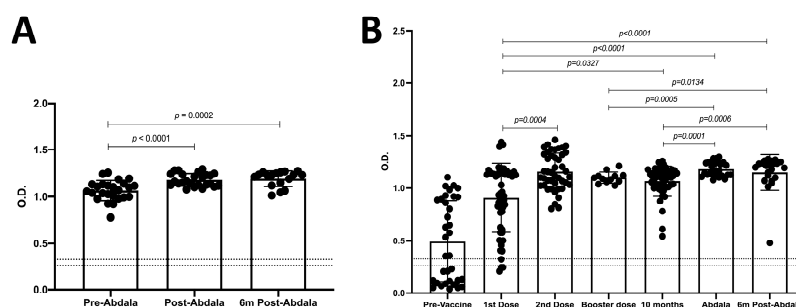 A
2.0
1.5
1.0
0.5
0.0
O.D.
p = 0.0002
p < 0.0001
Pre-Abdala Post-Abdala 6m Post-Abdala
B
2.5
2.0
1.5
1.0
0.5
0.0
O.D.
p<0.0001
p<0.0001
p=0.0327
p=0.0134
p=0.0005
p=0.0004
p=0.0006
p=0.0001
Pre-Vaccine 1st Dose 2nd Dose Booster dose 10 months Abdala 6m Post-Abdala